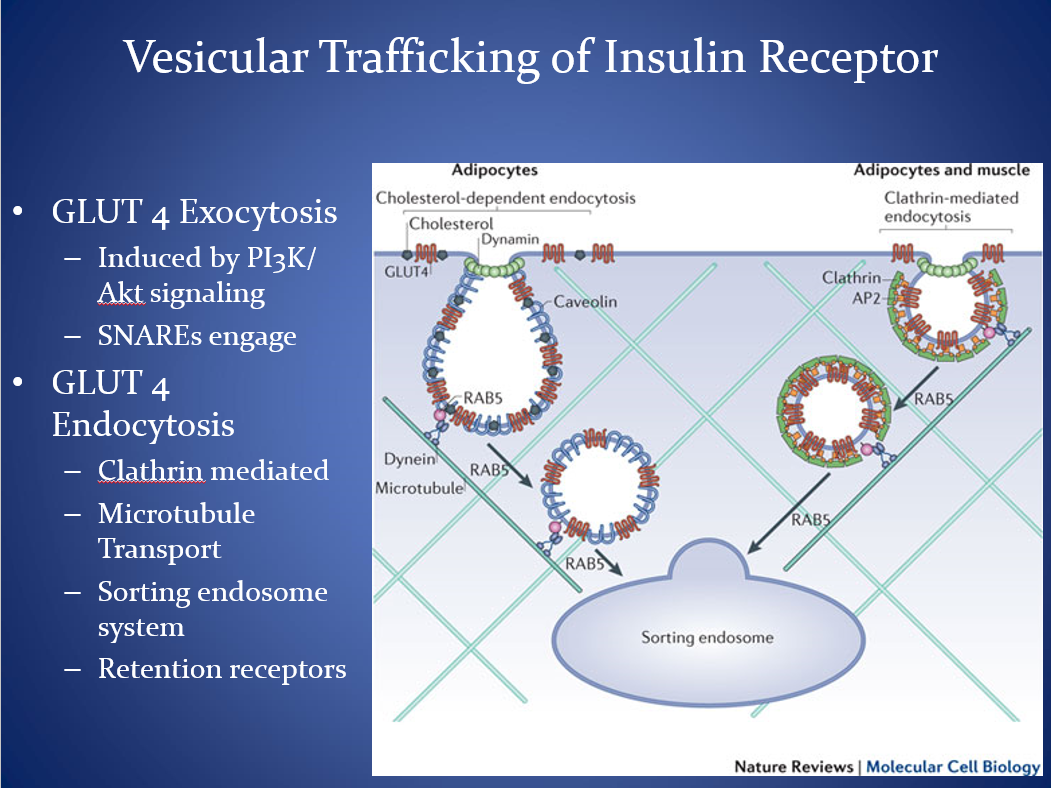 Vesicular Trafficking of Insulin Receptor
• GLUT 4 Exocytosis
– Induced by PI3K/
Akt signaling
– SNAREs engage
• GLUT 4
Endocytosis
– Clathrin mediated
– Microtubule
Transport
– Sorting endosome
system
– Retention receptors
Adipocytes
Cholesterol-dependent endocytosis
Cholesterol
Dynamin
GLUT4
Caveolin
RAB5
Dynein
RAB5
Microtubule
RAB5
Adipocytes and muscle
Clathrin-mediated
endocytosis
Clathrin
AP2
RAB5
RAB5
Sorting endosome
Nature Reviews | Molecular Cell Biology